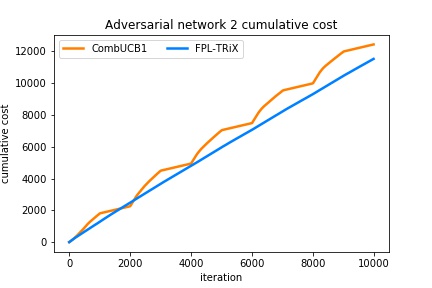 Adversarial network 2 cumulative cost
CombUCB1 FPL-TRiX
cumulative cost
12000
10000
8000
6000
4000
2000
0
0 2000 4000 6000 8000 10000
iteration